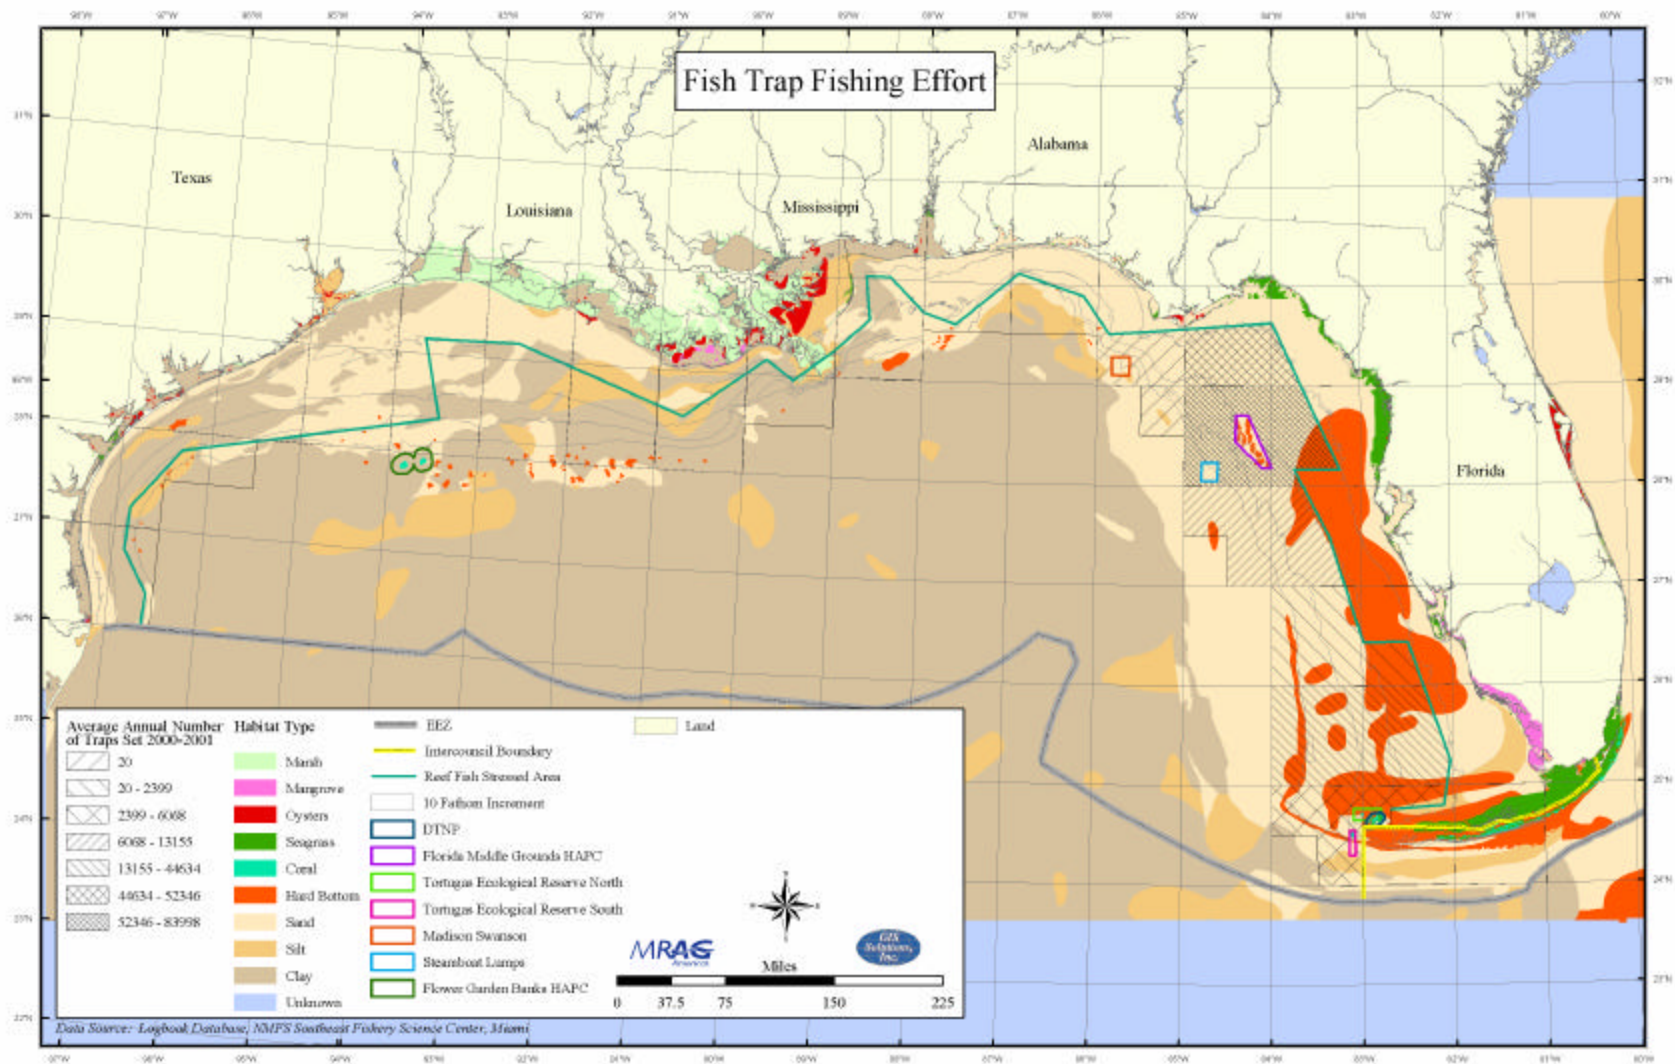 Fish Trap Fishing Effort
Texas
Louisiana
Mississippi
Alabama
Florida
Average Annual Number
of Traps Set 2000-2001
20
20 - 2399
2399 - 6068
6068 - 13155
13155 - 44634
44634 - 52346
52346 - 83998
Habitat Type
Marsh
Mangrove
Oysters
Seagrass
Coral
Hard Bottom
Sand
Silt
Clay
Unknown
EEZ
Intercouncil Boundary
Reef Fish Stressed Area
10 Fathom Increment
DTNP
Florida Middle Grounds HAPC
Tortugas Ecological Reserve North
Tortugas Ecological Reserve South
Madison Swanson
Steamboat Lumps
Flower Garden Banks HAPC
Land
MRAG
Americas
GIS
Solutions,
Inc.
Miles
0 37.5 75 150 225
Data Source: Logbook Database, NMFS Southeast Fishery Science Center, Miami